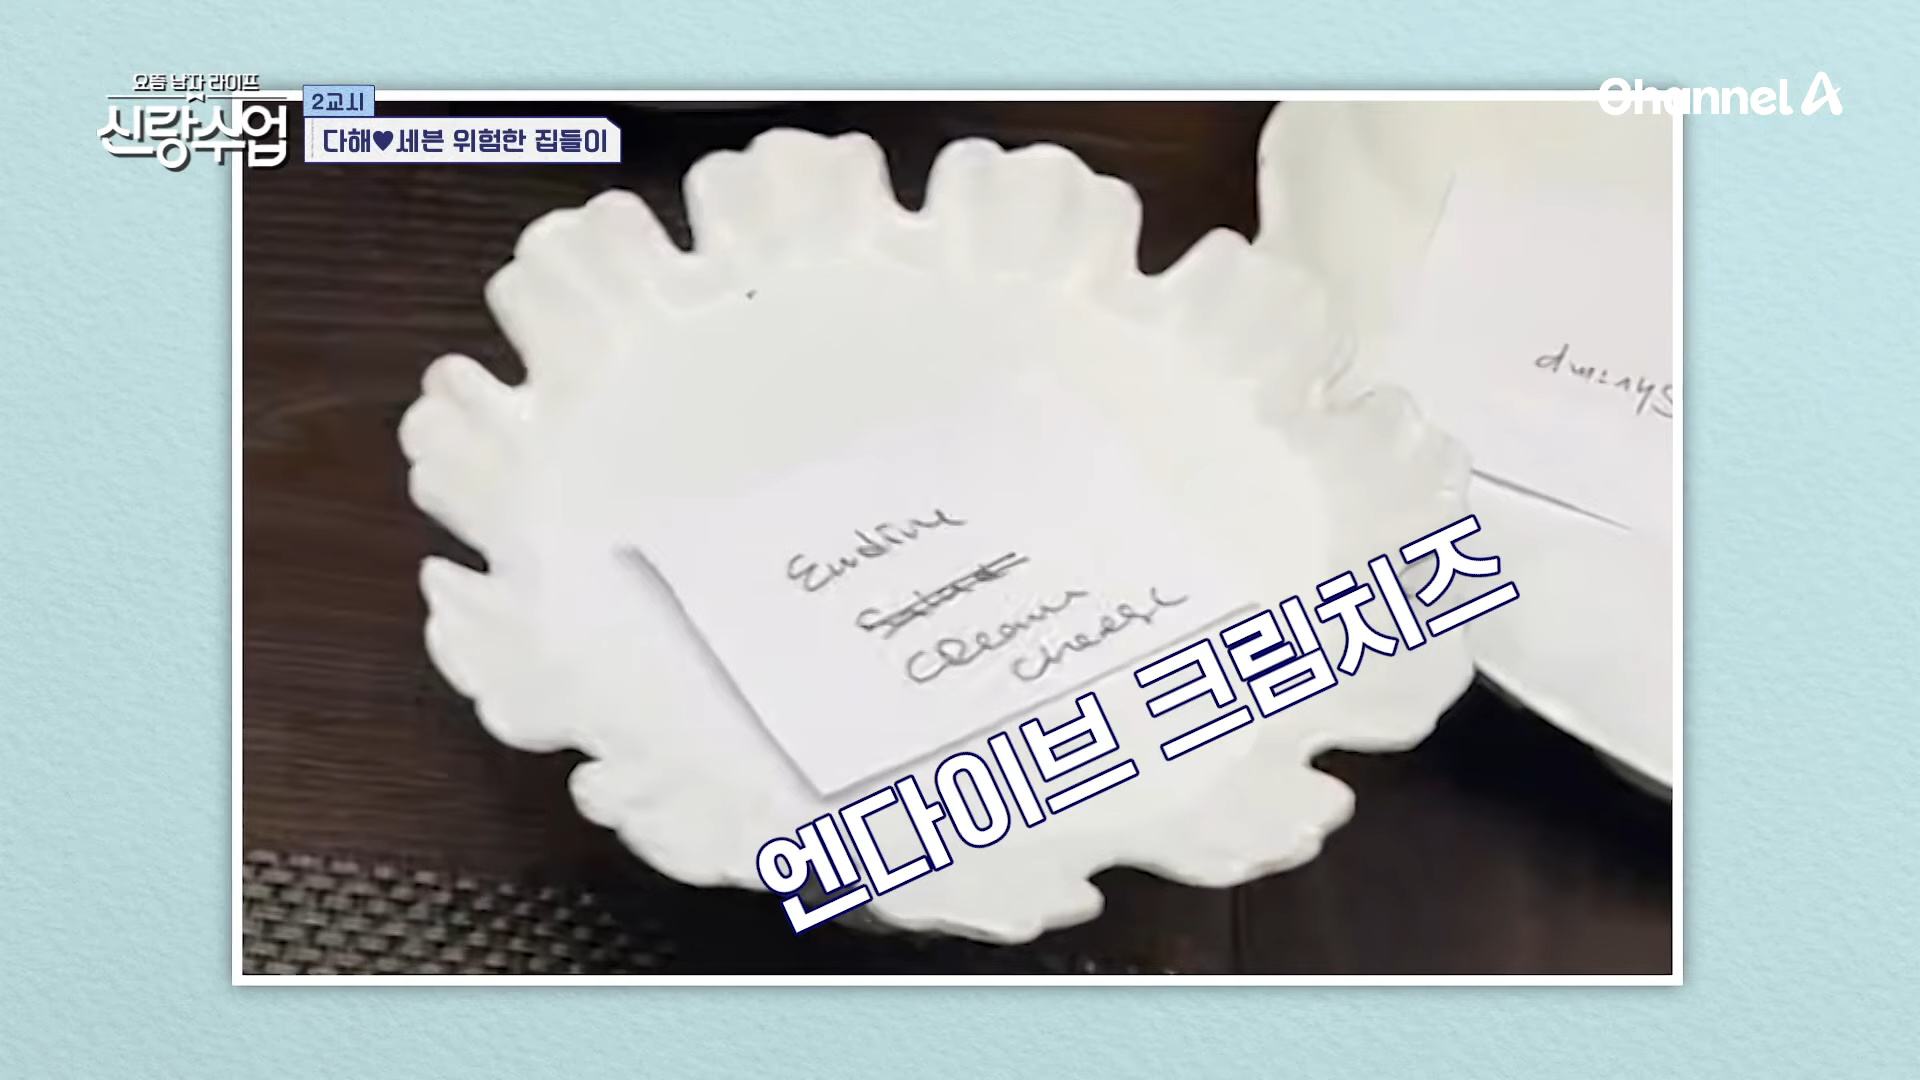 요즘 남자 라이프
신랑수업
2교시
다해♥세븐 위험한 집들이
Channel A
Endive
Salad
cream
cheese
엔다이브 크림치즈